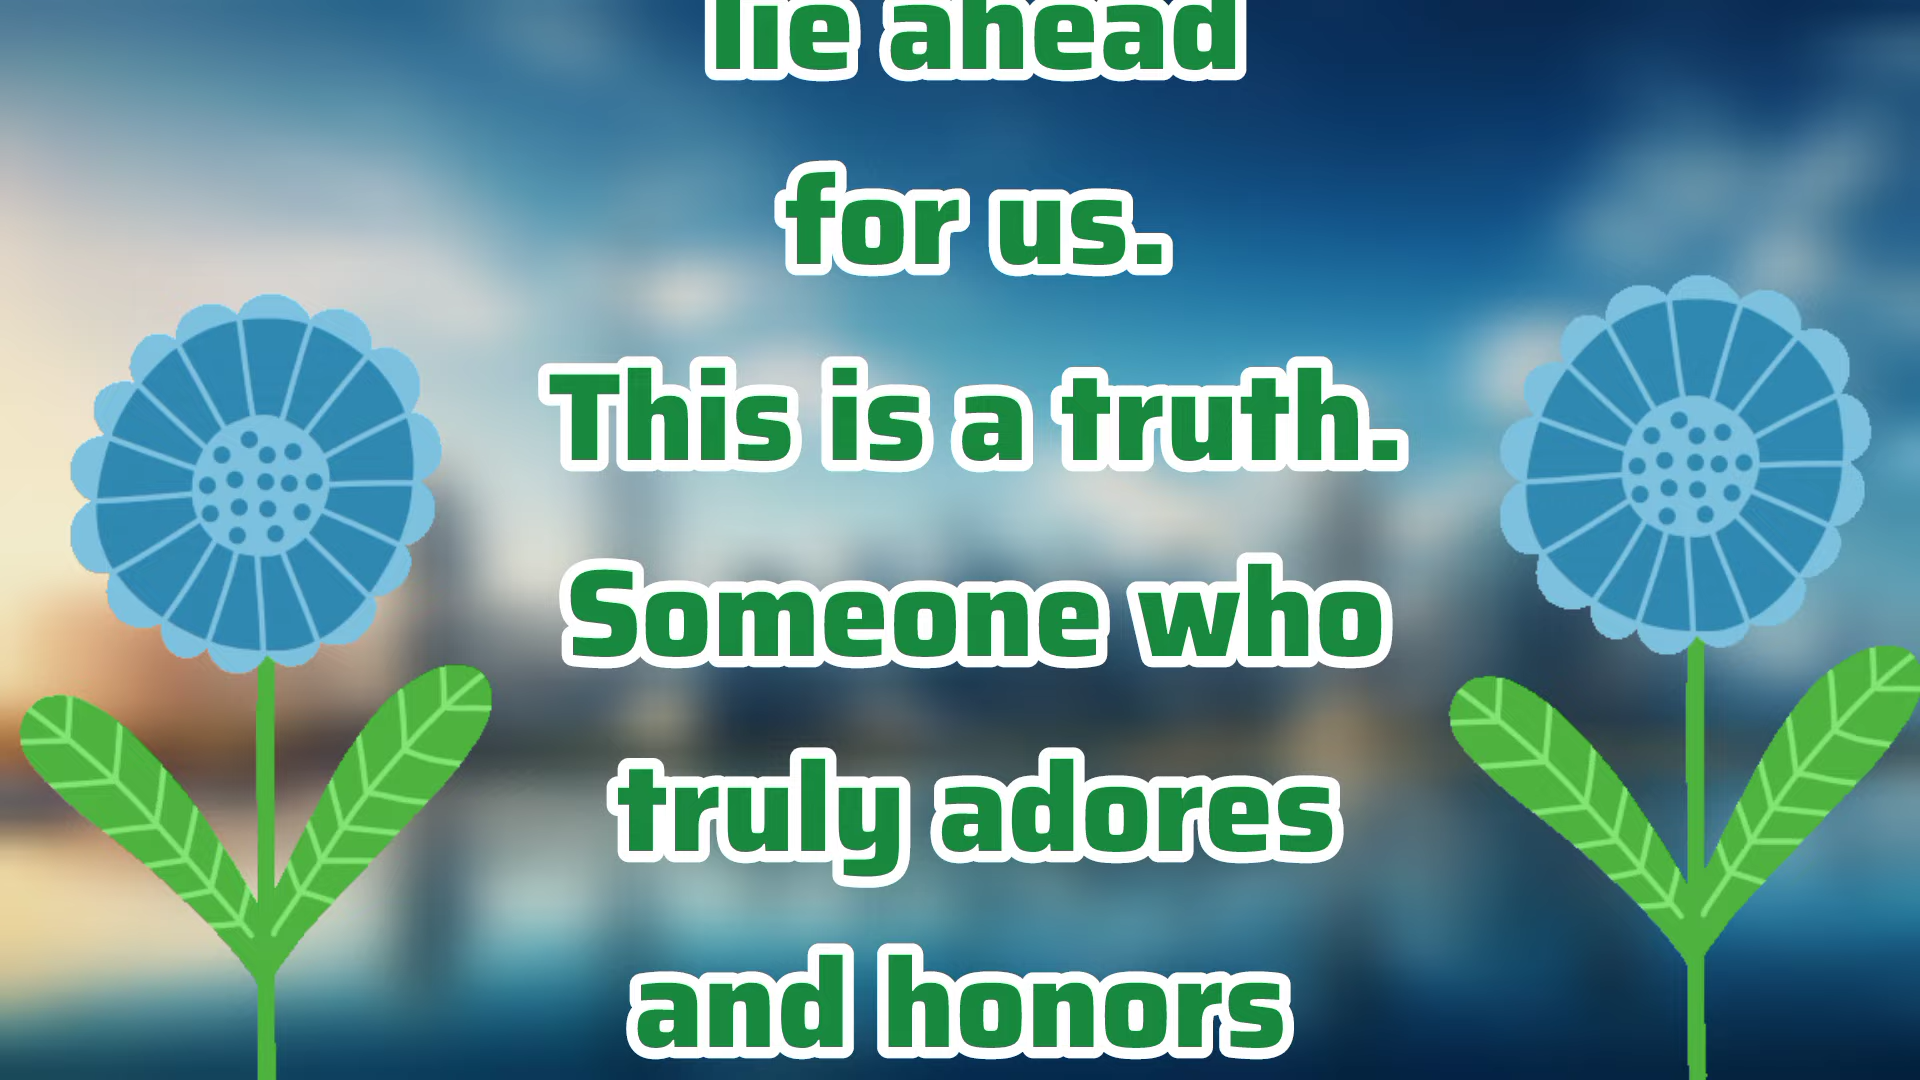 lie ahead
for us.
This is a truth.
Someone who
truly adores
and honors